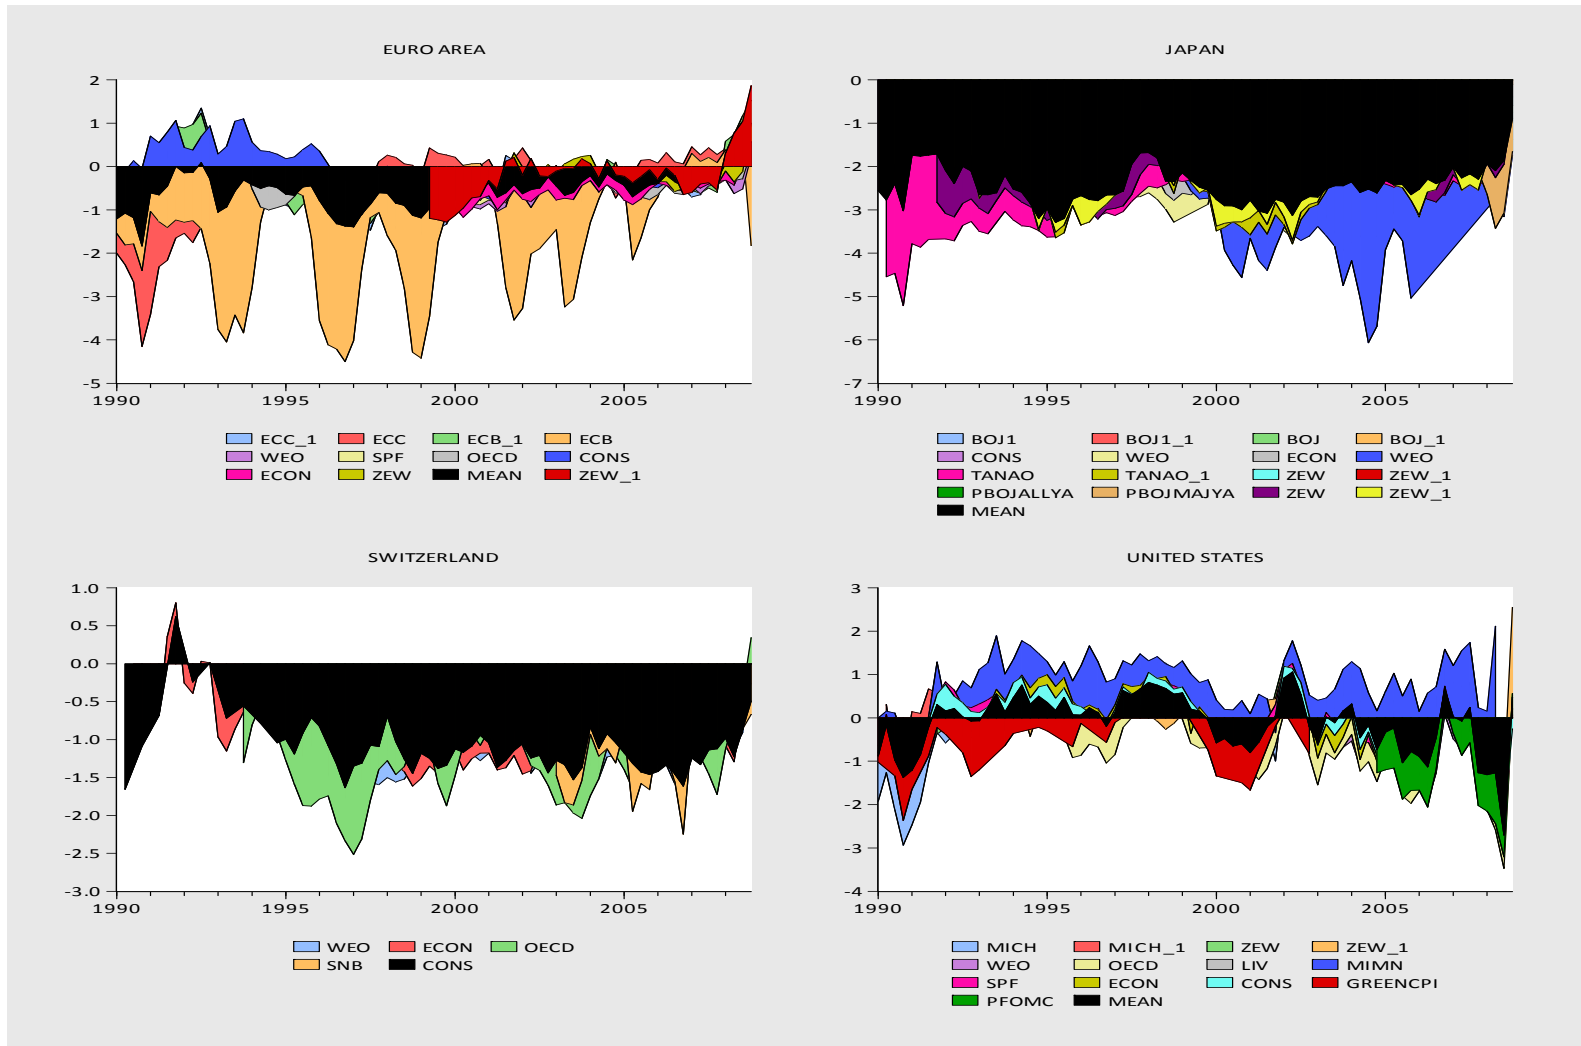 EURO AREA
2
1
0
-1
-2
-3
-4
-5
1990 1995 2000 2005
ECC_1 ECC ECB_1 ECB
WEO SPF OECD CONS
ECON ZEW MEAN ZEW_1
JAPAN
0
-1
-2
-3
-4
-5
-6
-7
1990 1995 2000 2005
BOJ1 BOJ1_1 BOJ BOJ_1
CONS WEO ECON WEO
TANAO TANAO_1 ZEW ZEW_1
PBOJALLYA PBOJMAJYA ZEW ZEW_1
MEAN
SWITZERLAND
1.0
0.5
0.0
-0.5
-1.0
-1.5
-2.0
-2.5
-3.0
1990 1995 2000 2005
WEO ECON OECD
SNB CONS
UNITED STATES
3
2
1
0
-1
-2
-3
-4
1990 1995 2000 2005
MICH MICH_1 ZEW ZEW_1
WEO OECD LIV MIMN
SPF ECON CONS GREENCPI
PFOMC MEAN